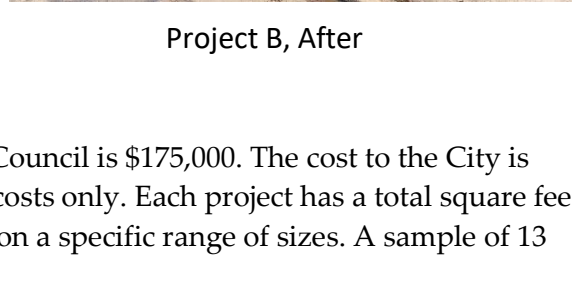 Project B, After
Council is $175,000. The cost to the City is
costs only. Each project has a total square fee
on a specific range of sizes. A sample of 13